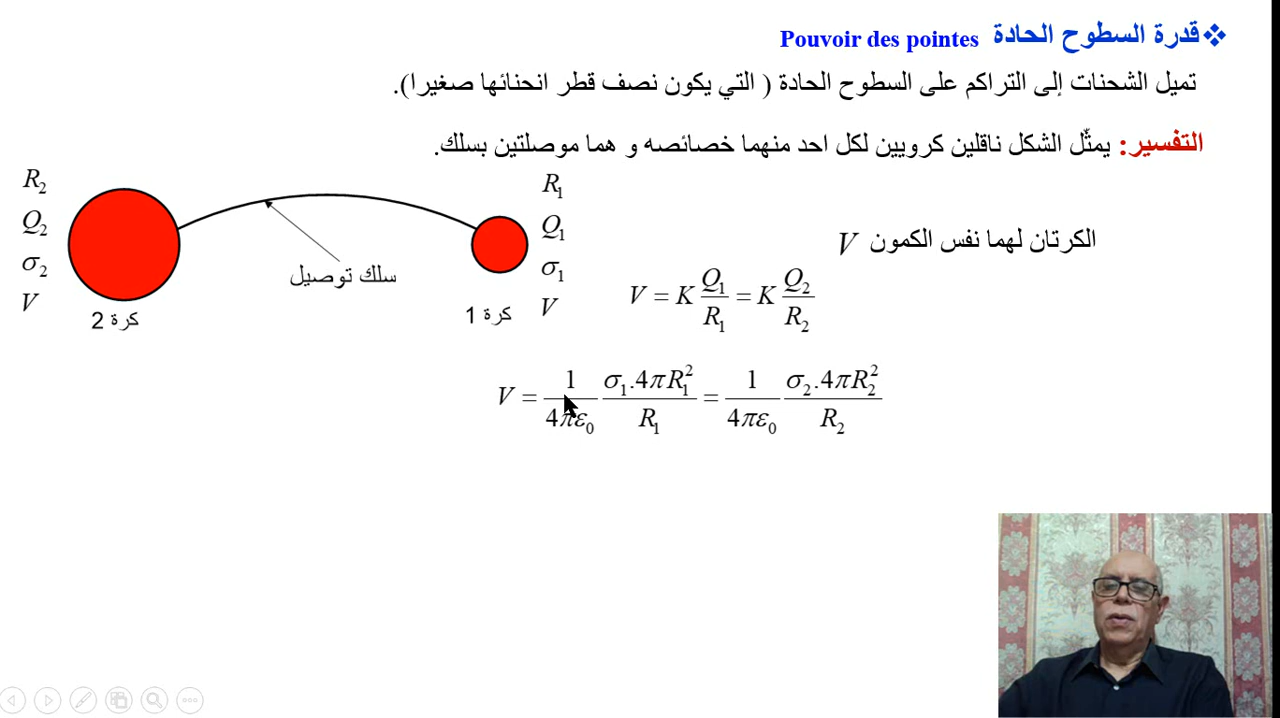 ❖ قدرة السطوح الحادة Pouvoir des pointes
تميل الشحنات إلى التراكم على السطوح الحادة ( التي يكون نصف قطر انحنائها صغيرا).
التفسير: يمثّل الشكل ناقلين كرويين لكل احد منهما خصائصه و هما موصلتين بسلك.
R₂
Q₂
σ₂
V
كرة 2
سلك توصيل
R₁
Q₁
σ₁
V
كرة 1
الكرتان لهما نفس الكمون V
V = K Q₁/R₁ = K Q₂/R₂
V = 1/4πε₀ σ₁.4πR₁²/R₁ = 1/4πε₀ σ₂.4πR₂²/R₂